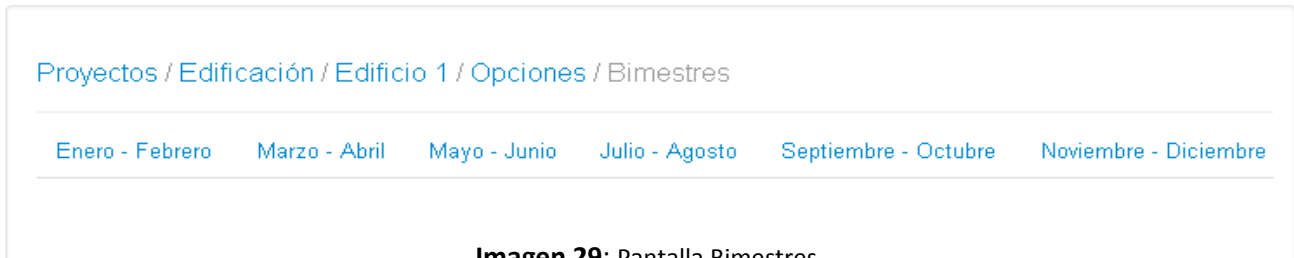 Proyectos / Edificación / Edificio 1 / Opciones / Bimestres
Enero - Febrero Marzo - Abril Mayo - Junio Julio - Agosto Septiembre - Octubre Noviembre - Diciembre
Imagen 29: Pantalla Bimestres